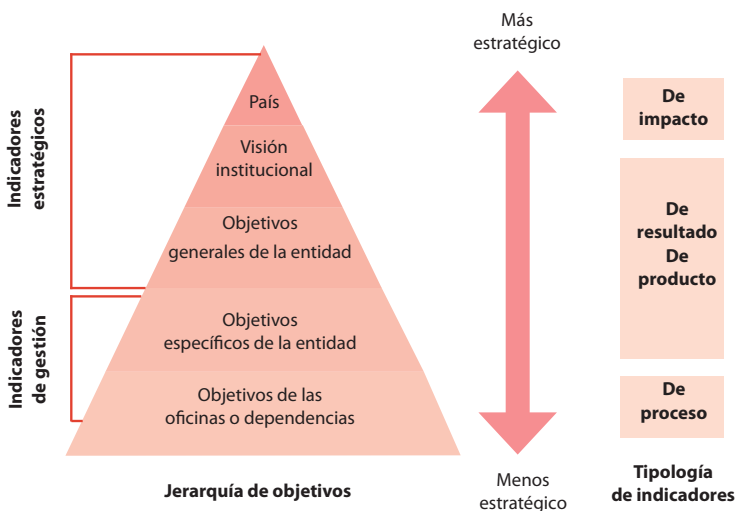 Indicadores
estratégicos
Indicadores
de gestión
País
Visión
institucional
Objetivos
generales de la entidad
Objetivos
específicos de la entidad
Objetivos de las
oficinas o dependencias
Jerarquía de objetivos
Más
estratégico
Menos
estratégico
De
impacto
De
resultado
De
producto
De
proceso
Tipología
de indicadores